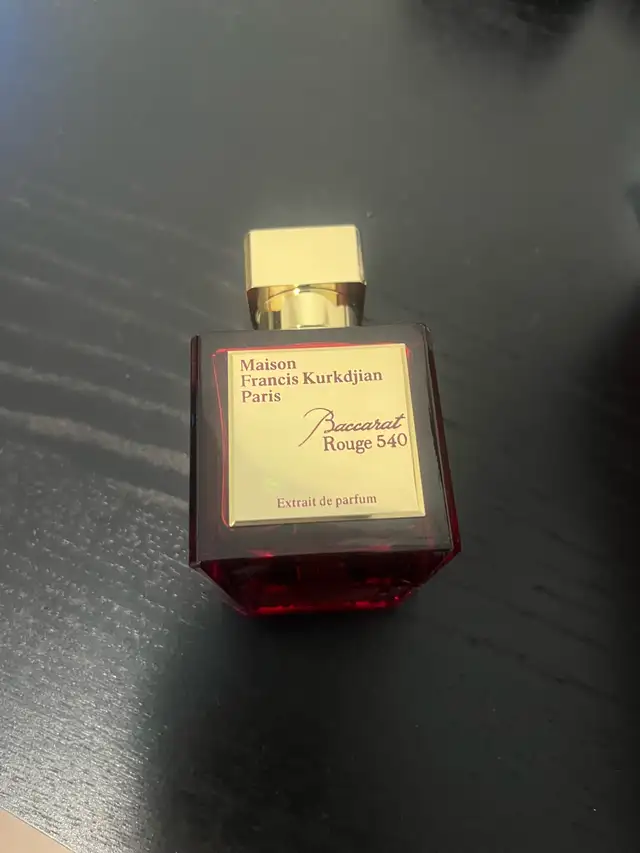 Maison
Francis Kurkdjian
Paris
Baccarat
Rouge 540
Extrait de parfum